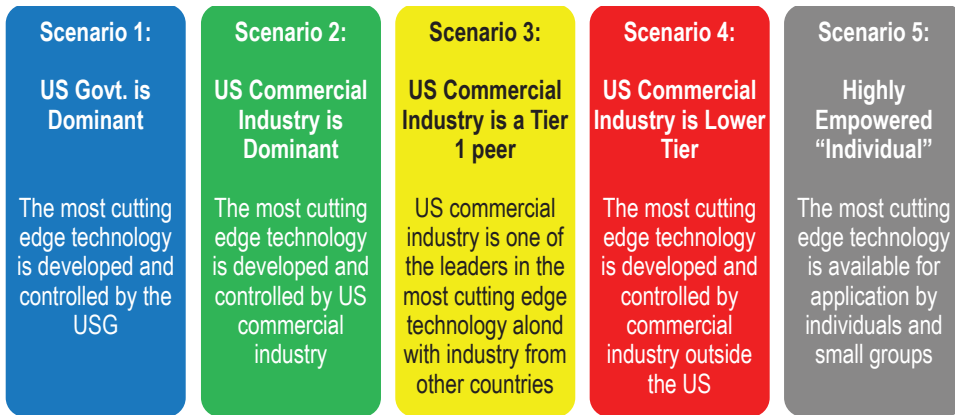 Scenario 1:
US Govt. is
Dominant
The most cutting
edge technology
is developed and
controlled by the
USG
Scenario 2:
US Commercial
Industry is
Dominant
The most cutting
edge technology
is developed and
controlled by US
commercial
industry
Scenario 3:
US Commercial
Industry is a Tier
1 peer
US commercial
industry is one of
the leaders in the
most cutting edge
technology along
with industry from
other countries
Scenario 4:
US Commercial
Industry is Lower
Tier
The most cutting
edge technology
is developed and
controlled by
commercial
industry outside
the US
Scenario 5:
Highly
Empowered
“Individual”
The most cutting
edge technology
is available for
application by
individuals and
small groups